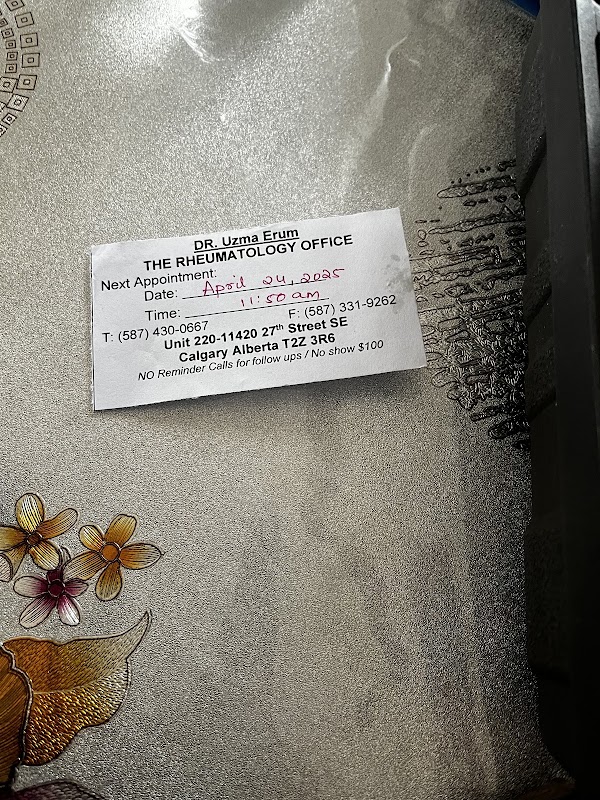 DR. Uzma Erum
THE RHEUMATOLOGY OFFICE
Next Appointment:
Date: April 24, 2025
Time: 11:50 am
T: (587) 430-0667 F: (587) 331-9262
Unit 220-11420 27th Street SE
Calgary Alberta T2Z 3R6
NO Reminder Calls for follow ups / No show $100